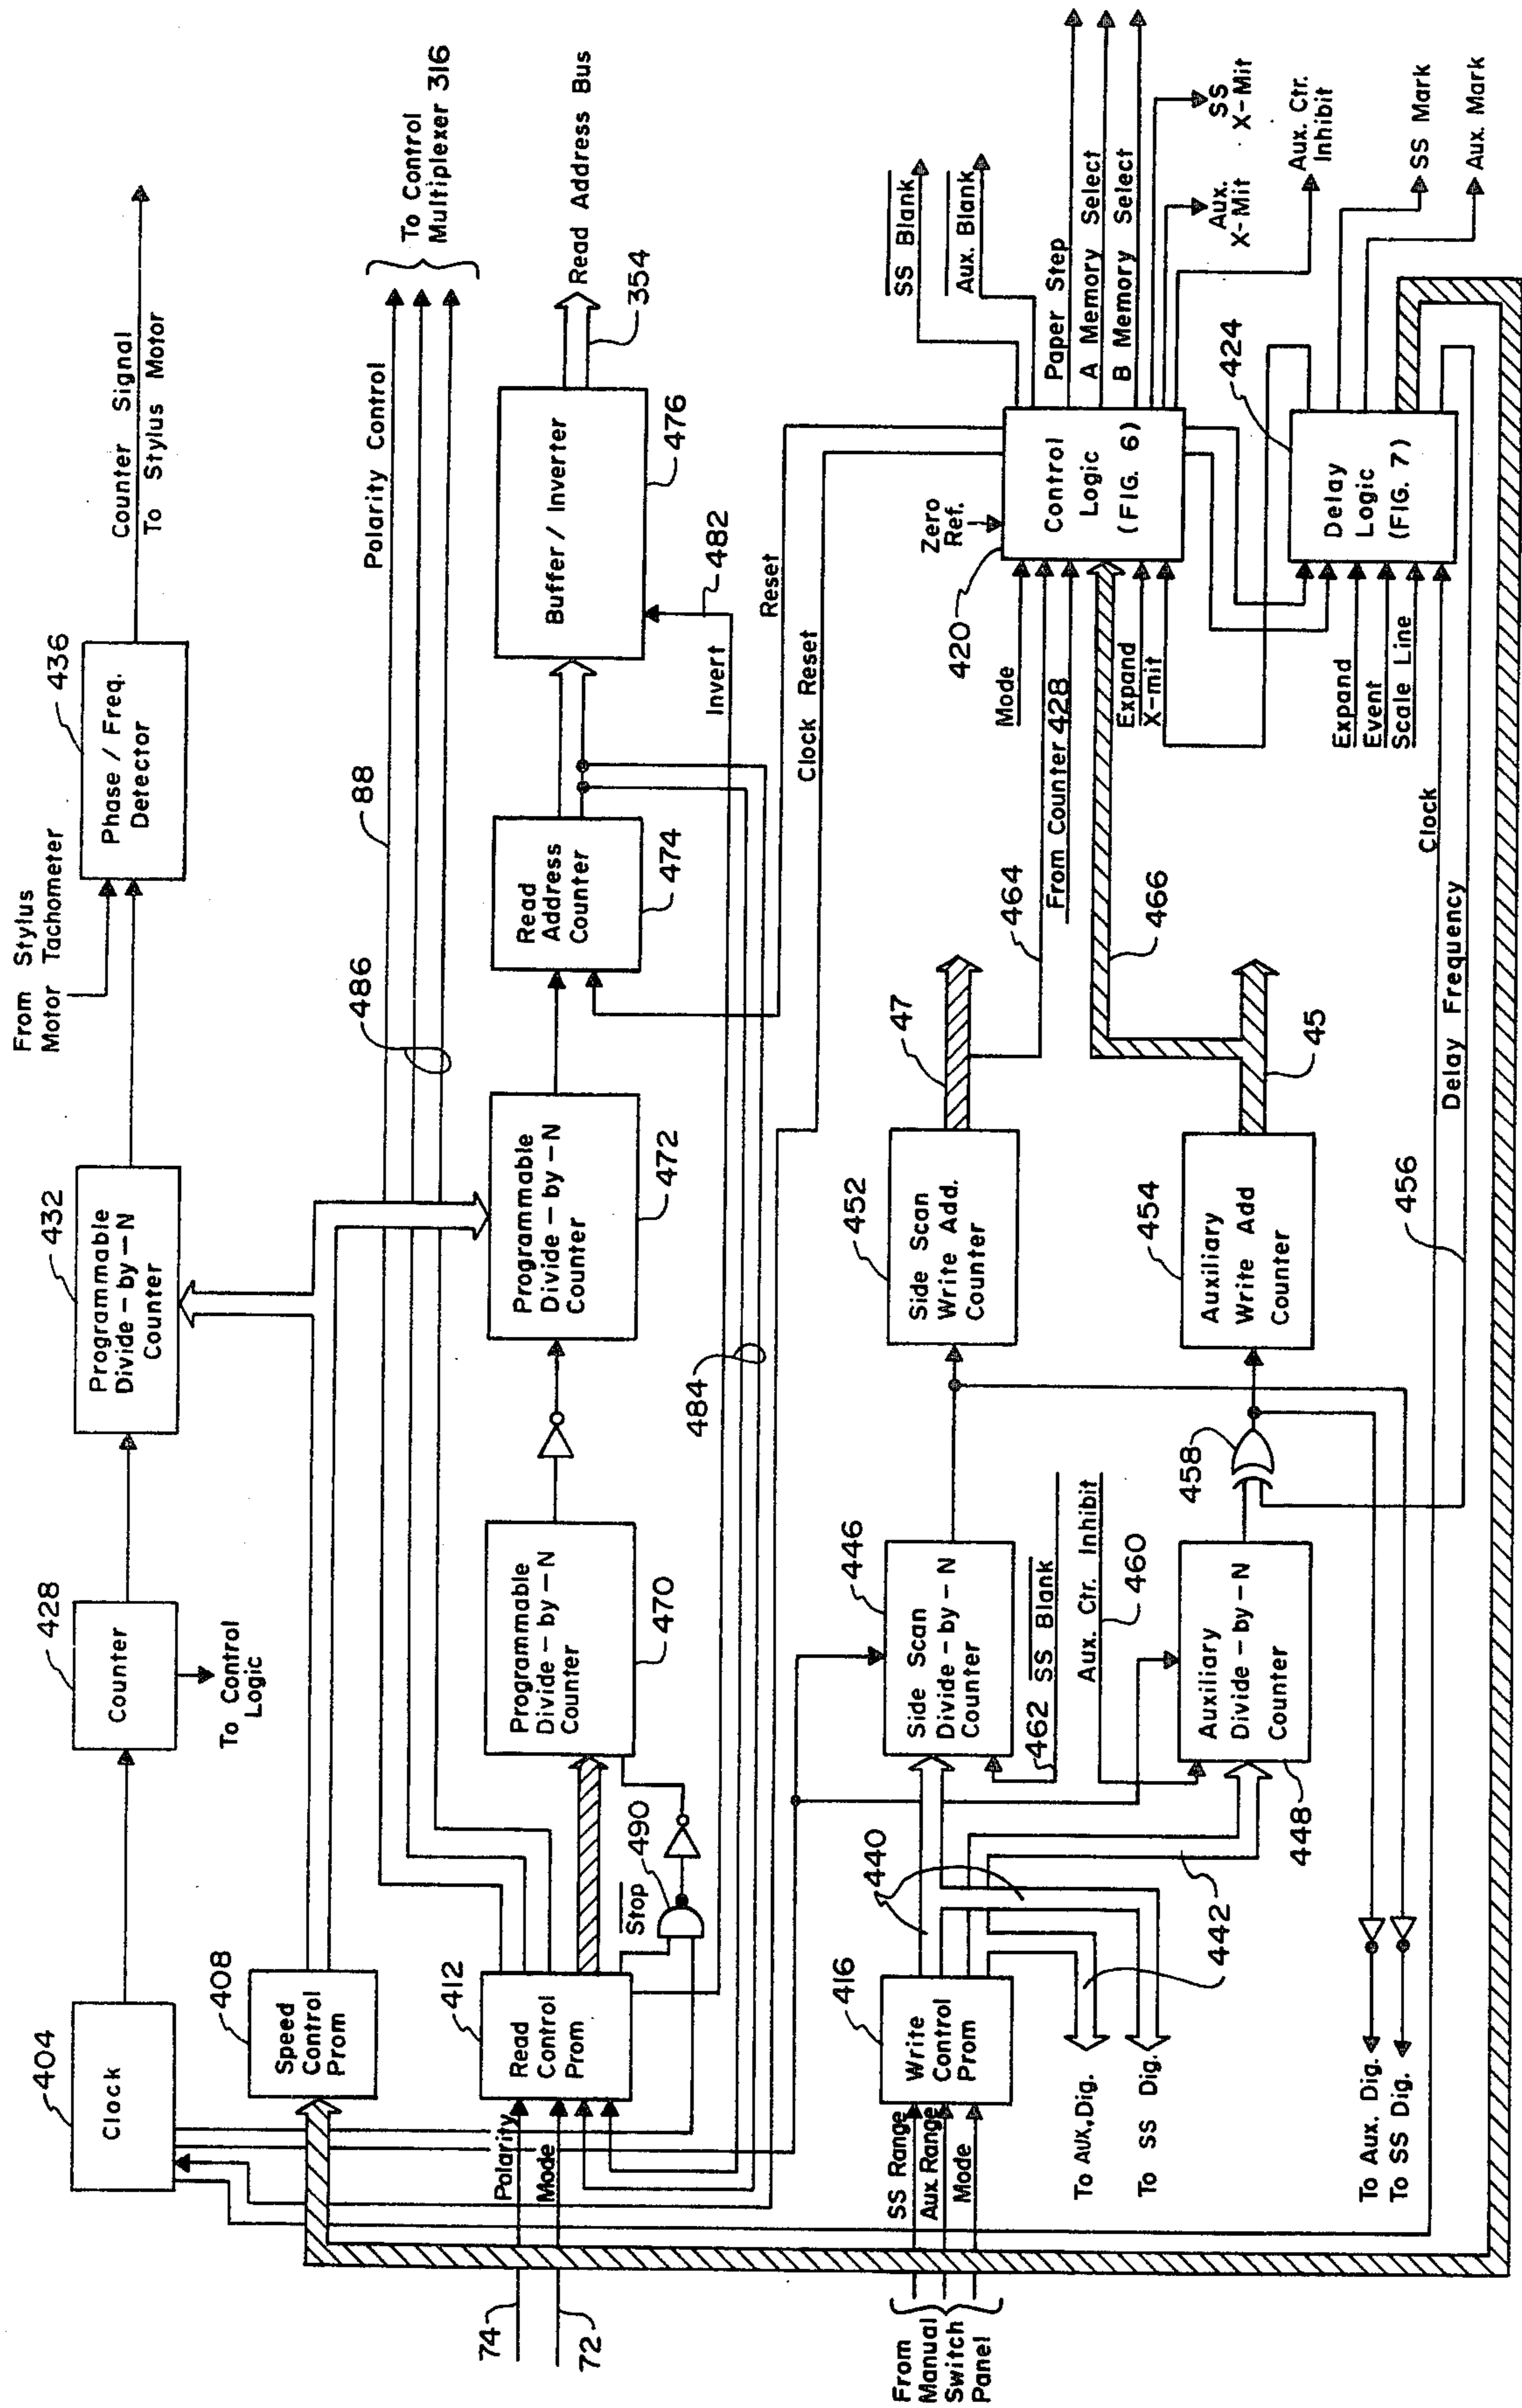 From Stylus
Motor Tachometer
404
Clock
428
Counter
To Control
Logic
432
Programmable
Divide-by-N
Counter
436
Phase / Freq.
Detector
Counter Signal
To Stylus Motor
408
Speed
Control
Prom
486
88
Polarity Control
To Control
Multiplexer 316
74
72
Polarity
Mode
412
Read
Control
Prom
Stop
490
Programmable
Divide-by-N
Counter
470
Programmable
Divide-by-N
Counter
472
484
Read
Address
Counter
474
Buffer / Inverter
476
354
Read Address Bus
Invert
482
Reset
Clock Reset
From
Manual
Switch
Panel
SS Range
Aux Range
Mode
416
Write
Control
Prom
440
442
To Aux, Dig.
To SS Dig.
446
Side Scan
Divide-by-N
Counter
462
SS Blank
Aux. Ctr. Inhibit
460
Auxiliary
Divide-by-N
Counter
448
458
452
Side Scan
Write Add.
Counter
47
454
Auxiliary
Write Add
Counter
45
464
466
420
Zero
Ref.
Mode
From Counter 428
Expand
X-mit
Control
Logic
(FIG. 6)
SS Blank
Aux. Blank
Paper Step
A Memory Select
B Memory Select
Aux.
X-Mit
SS
X-Mit
Aux. Ctr.
Inhibit
424
Delay
Logic
(FIG. 7)
Expand
Event
Scale Line
Clock
Delay Frequency
456
SS Mark
Aux. Mark
To Aux. Dig.
To SS Dig.